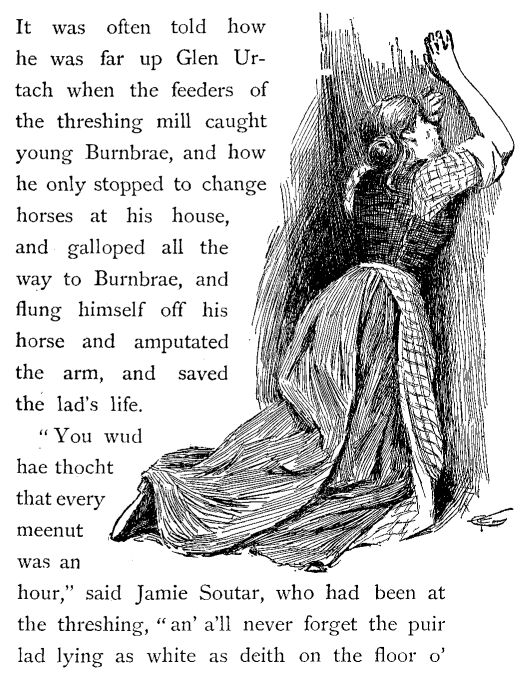 It was often told how
he was far up Glen Ur-
tach when the feeders of
the threshing mill caught
young Burnbrae, and how
he only stopped to change
horses at his house,
and galloped all the
way to Burnbrae, and
flung himself off his
horse and amputated
the arm, and saved
the lad's life.
"You wud
hae thocht
that every
meenut
was an
hour," said Jamie Soutar, who had been at
the threshing, "an' a'll never forget the puir
lad lying as white as deith on the floor o'